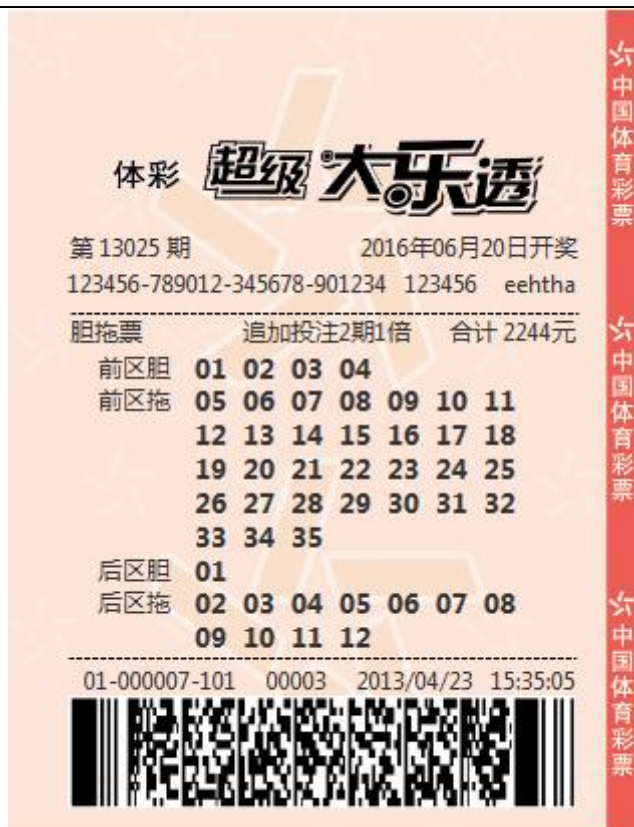 体彩 超级大乐透
第 13025 期 2016年06月20日开奖
123456-789012-345678-901234 123456 eehtha
胆拖票 追加投注2期1倍 合计 2244元
前区胆 01 02 03 04
前区拖 05 06 07 08 09 10 11
12 13 14 15 16 17 18
19 20 21 22 23 24 25
26 27 28 29 30 31 32
33 34 35
后区胆 01
后区拖 02 03 04 05 06 07 08
09 10 11 12
01-000007-101 00003 2013/04/23 15:35:05
中国体育彩票
中国体育彩票
中国体育彩票